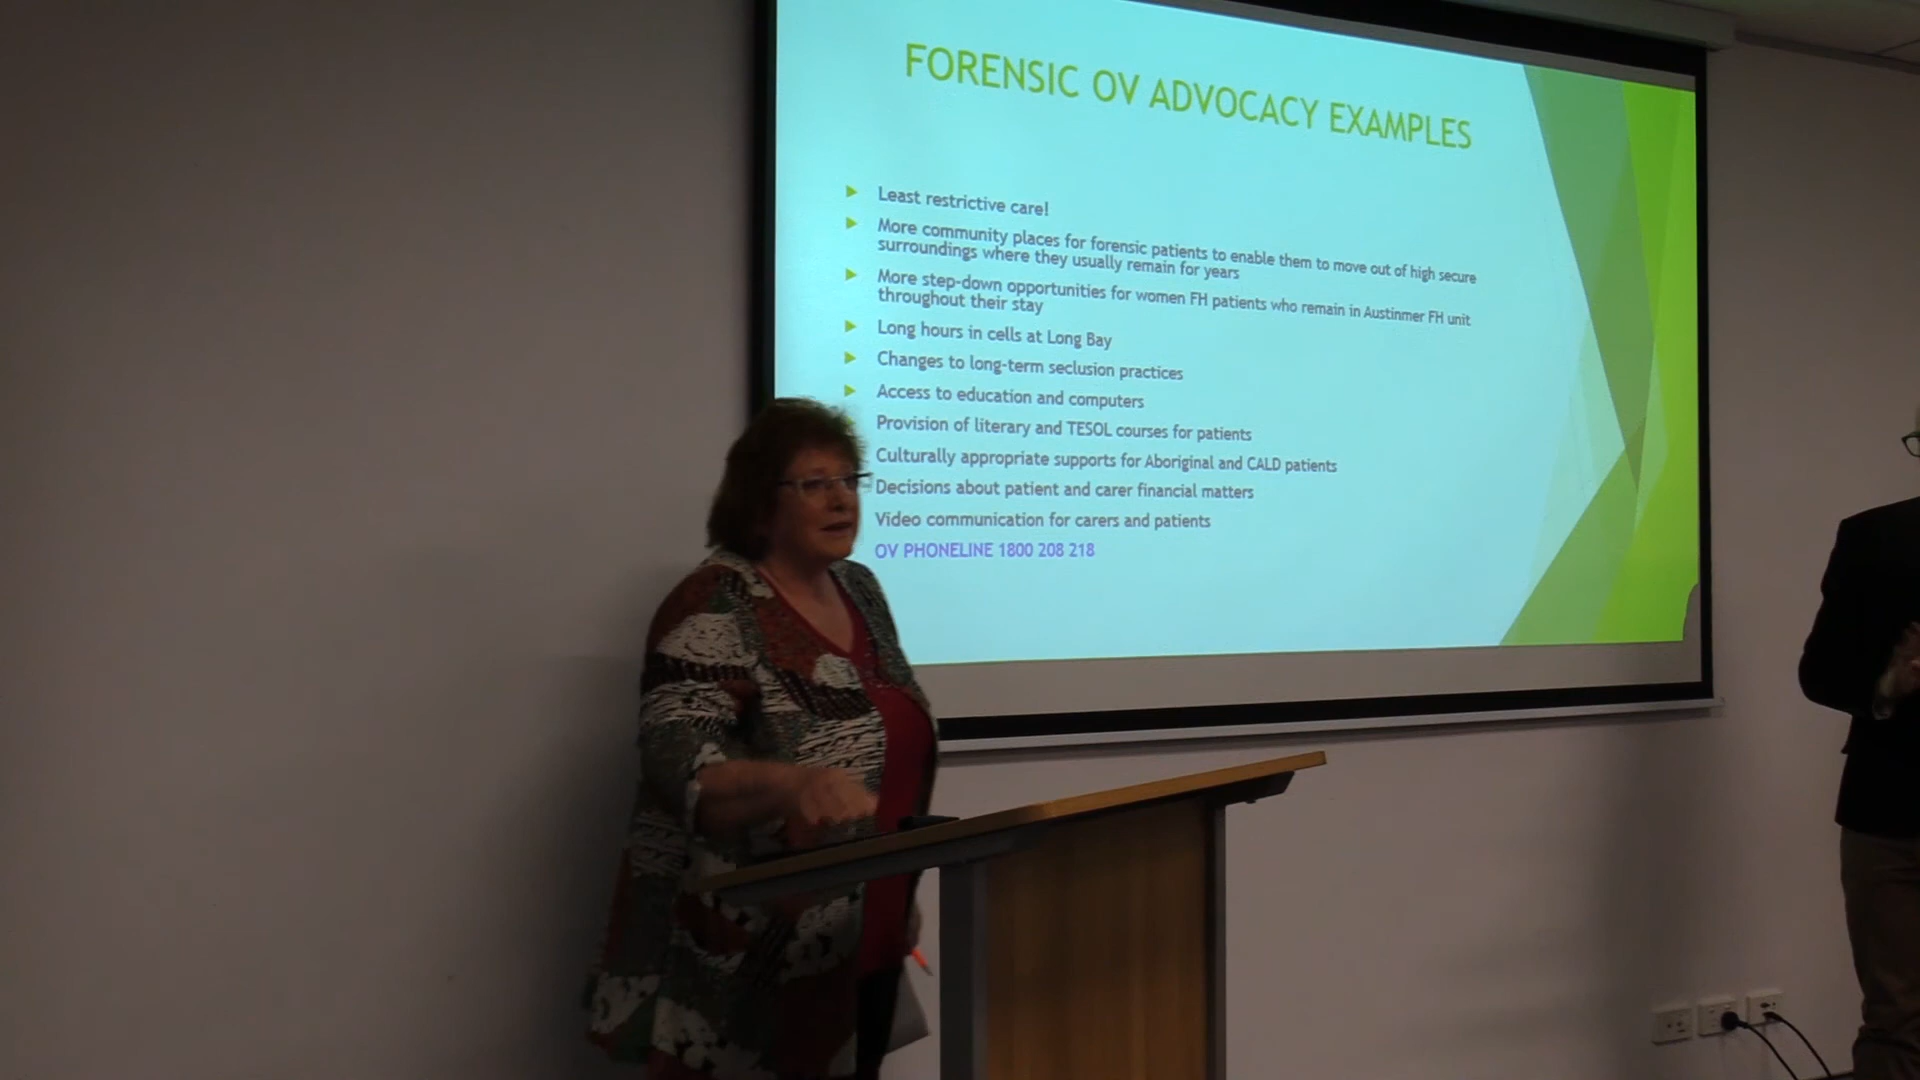 FORENSIC OV ADVOCACY EXAMPLES
Least restrictive care!
More community places for forensic patients to enable them to move out of high secure
surroundings where they usually remain for years
More step-down opportunities for women FH patients who remain in Austinmer FH unit
throughout their stay
Long hours in cells at Long Bay
Changes to long-term seclusion practices
Access to education and computers
Provision of literary and TESOL courses for patients
Culturally appropriate supports for Aboriginal and CALD patients
Decisions about patient and carer financial matters
Video communication for carers and patients
OV PHONELINE 1800 208 218